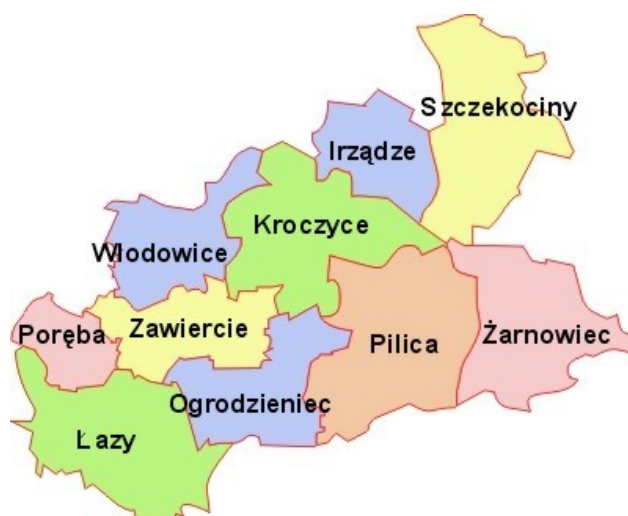 Szczekociny
Irządze
Kroczyce
Włodowice
Poręba
Zawiercie
Pilica
Żarnowiec
Ogrodzieniec
Łazy